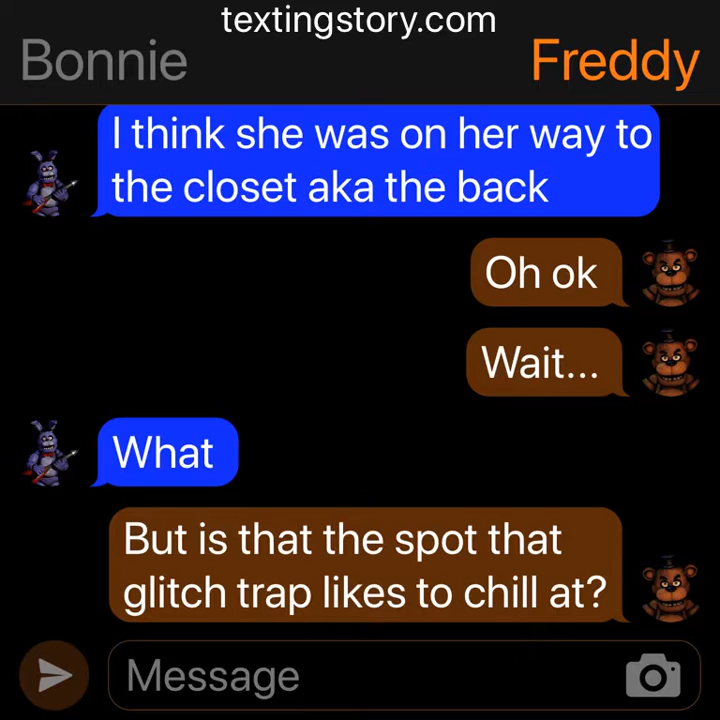 textingstory.com
Bonnie
Freddy
I think she was on her way to
the closet aka the back
Oh ok
Wait...
What
But is that the spot that
glitch trap likes to chill at?
Message